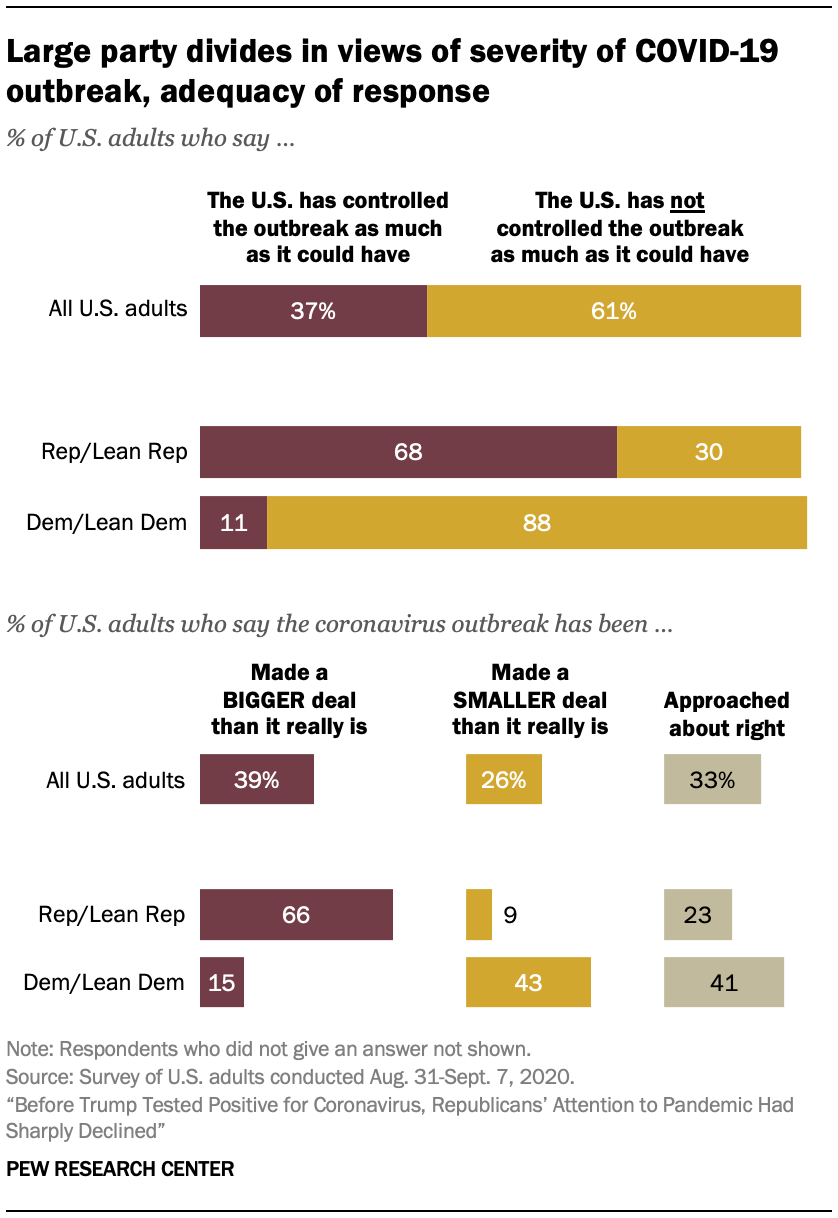 Large party divides in views of severity of COVID-19
outbreak, adequacy of response
% of U.S. adults who say ...
The U.S. has controlled
the outbreak as much
as it could have
The U.S. has not
controlled the outbreak
as much as it could have
All U.S. adults 37% 61%
Rep/Lean Rep 68 30
Dem/Lean Dem 11 88
% of U.S. adults who say the coronavirus outbreak has been ...
Made a
BIGGER deal
than it really is
Made a
SMALLER deal
than it really is
Approached
about right
All U.S. adults 39% 26% 33%
Rep/Lean Rep 66 9 23
Dem/Lean Dem 15 43 41
Note: Respondents who did not give an answer not shown.
Source: Survey of U.S. adults conducted Aug. 31-Sept. 7, 2020.
“Before Trump Tested Positive for Coronavirus, Republicans’ Attention to Pandemic Had
Sharply Declined”
PEW RESEARCH CENTER